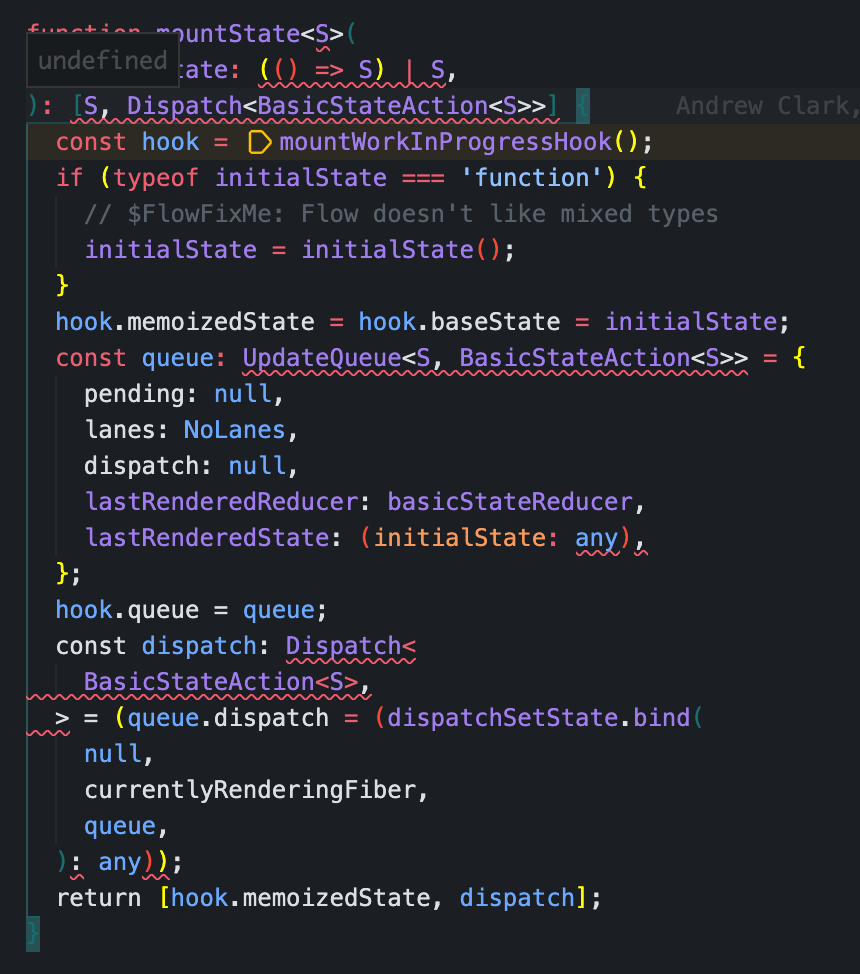 function mountState<S>(
undefined
tate: (() => S) | S,
): [S, Dispatch<BasicStateAction<S>>] { Andrew Clark,
const hook = mountWorkInProgressHook();
if (typeof initialState === 'function') {
// $FlowFixMe: Flow doesn't like mixed types
initialState = initialState();
}
hook.memoizedState = hook.baseState = initialState;
const queue: UpdateQueue<S, BasicStateAction<S>> = {
pending: null,
lanes: NoLanes,
dispatch: null,
lastRenderedReducer: basicStateReducer,
lastRenderedState: (initialState: any),
};
hook.queue = queue;
const dispatch: Dispatch<
BasicStateAction<S>,
> = (queue.dispatch = (dispatchSetState.bind(
null,
currentlyRenderingFiber,
queue,
): any));
return [hook.memoizedState, dispatch];
}